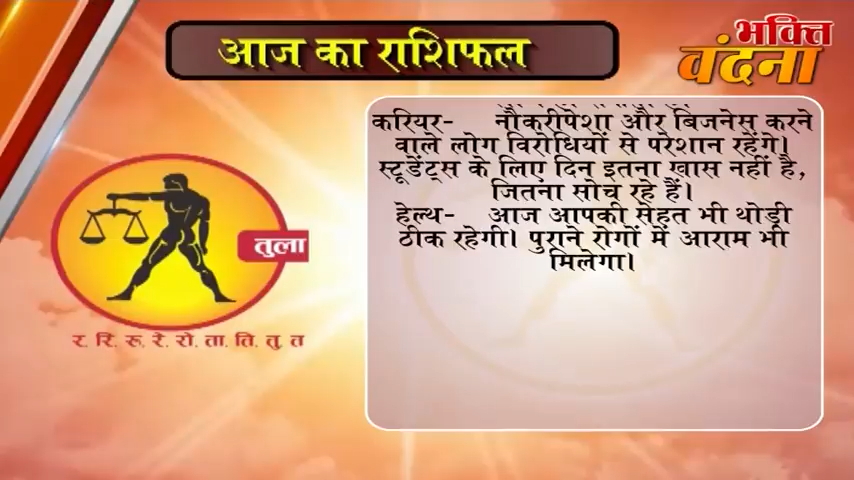 आज का राशिफल
भक्ति
वंदना
करियर- नौकरीपेशा और बिजनेस करने
वाले लोग विरोधियों से परेशान रहेंगे।
स्टूडेंट्स के लिए दिन इतना खास नहीं है,
जितना सोच रहे हैं।
हेल्थ- आज आपकी सेहत भी थोड़ी
ठीक रहेगी। पुराने रोगों में आराम भी
मिलेगा।
तुला
र. रि. रू. रे. रो. ता. ति. तु. त